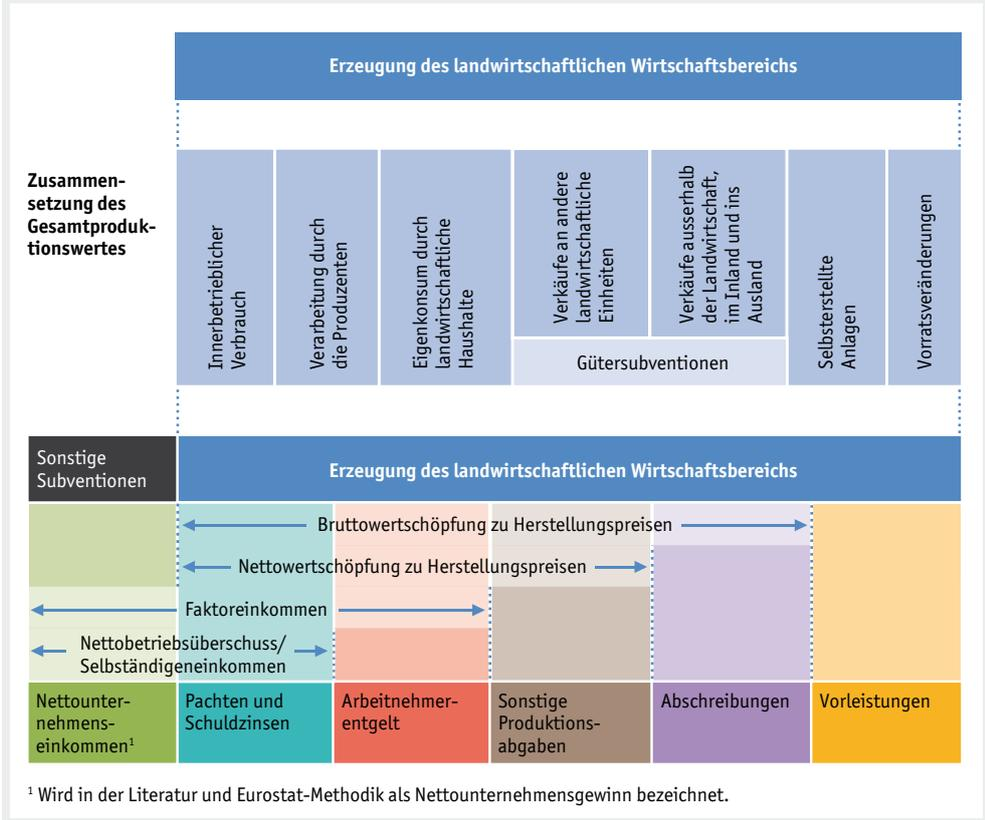 Erzeugung des landwirtschaftlichen Wirtschaftsbereichs
Zusammen-
setzung des
Gesamtproduk-
tionswertes
Innerbetrieblicher
Verbrauch
Verarbeitung durch
die Produzenten
Eigenkonsum durch
landwirtschaftliche
Haushalte
Verkäufe an andere
landwirtschaftliche
Einheiten
Verkäufe ausserhalb
der Landwirtschaft,
im Inland und ins
Ausland
Gütersubventionen
Selbsterstellte
Anlagen
Vorratsveränderungen
Sonstige
Subventionen
Erzeugung des landwirtschaftlichen Wirtschaftsbereichs
Bruttowertschöpfung zu Herstellungspreisen
Nettowertschöpfung zu Herstellungspreisen
Faktoreinkommen
Nettobetriebsüberschuss/
Selbständigeneinkommen
Nettounter-
nehmens-
einkommen¹
Pachten und
Schuldzinsen
Arbeitnehmer-
entgelt
Sonstige
Produktions-
abgaben
Abschreibungen
Vorleistungen
¹ Wird in der Literatur und Eurostat-Methodik als Nettounternehmensgewinn bezeichnet.